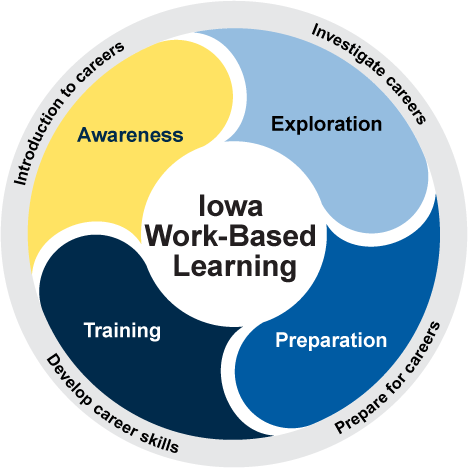 Introduction to careers
Awareness
Investigate careers
Exploration
Iowa
Work-Based
Learning
Training
Develop career skills
Preparation
Prepare for careers